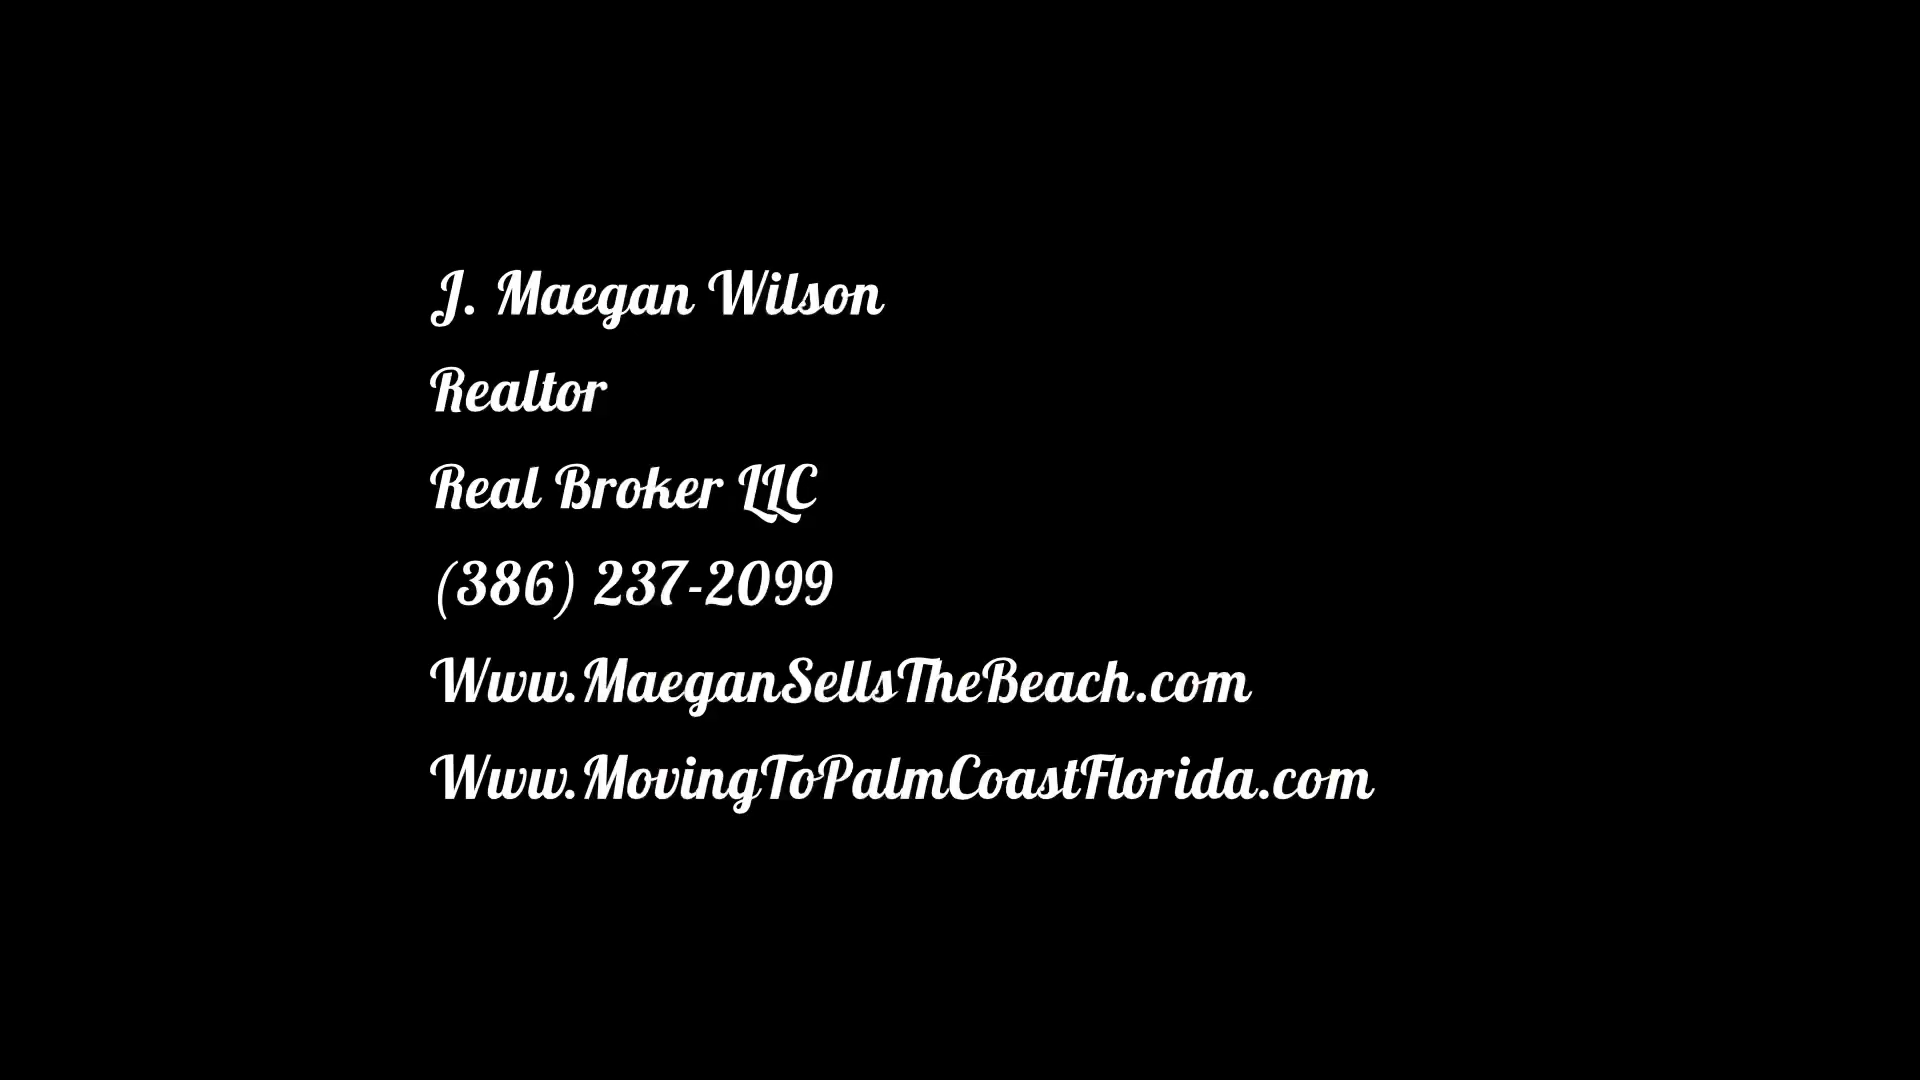 J. Maegan Wilson
Realtor
Real Broker LLC
(386) 237-2099
Www.MaeganSellsTheBeach.com
Www.MovingToPalmCoastFlorida.com